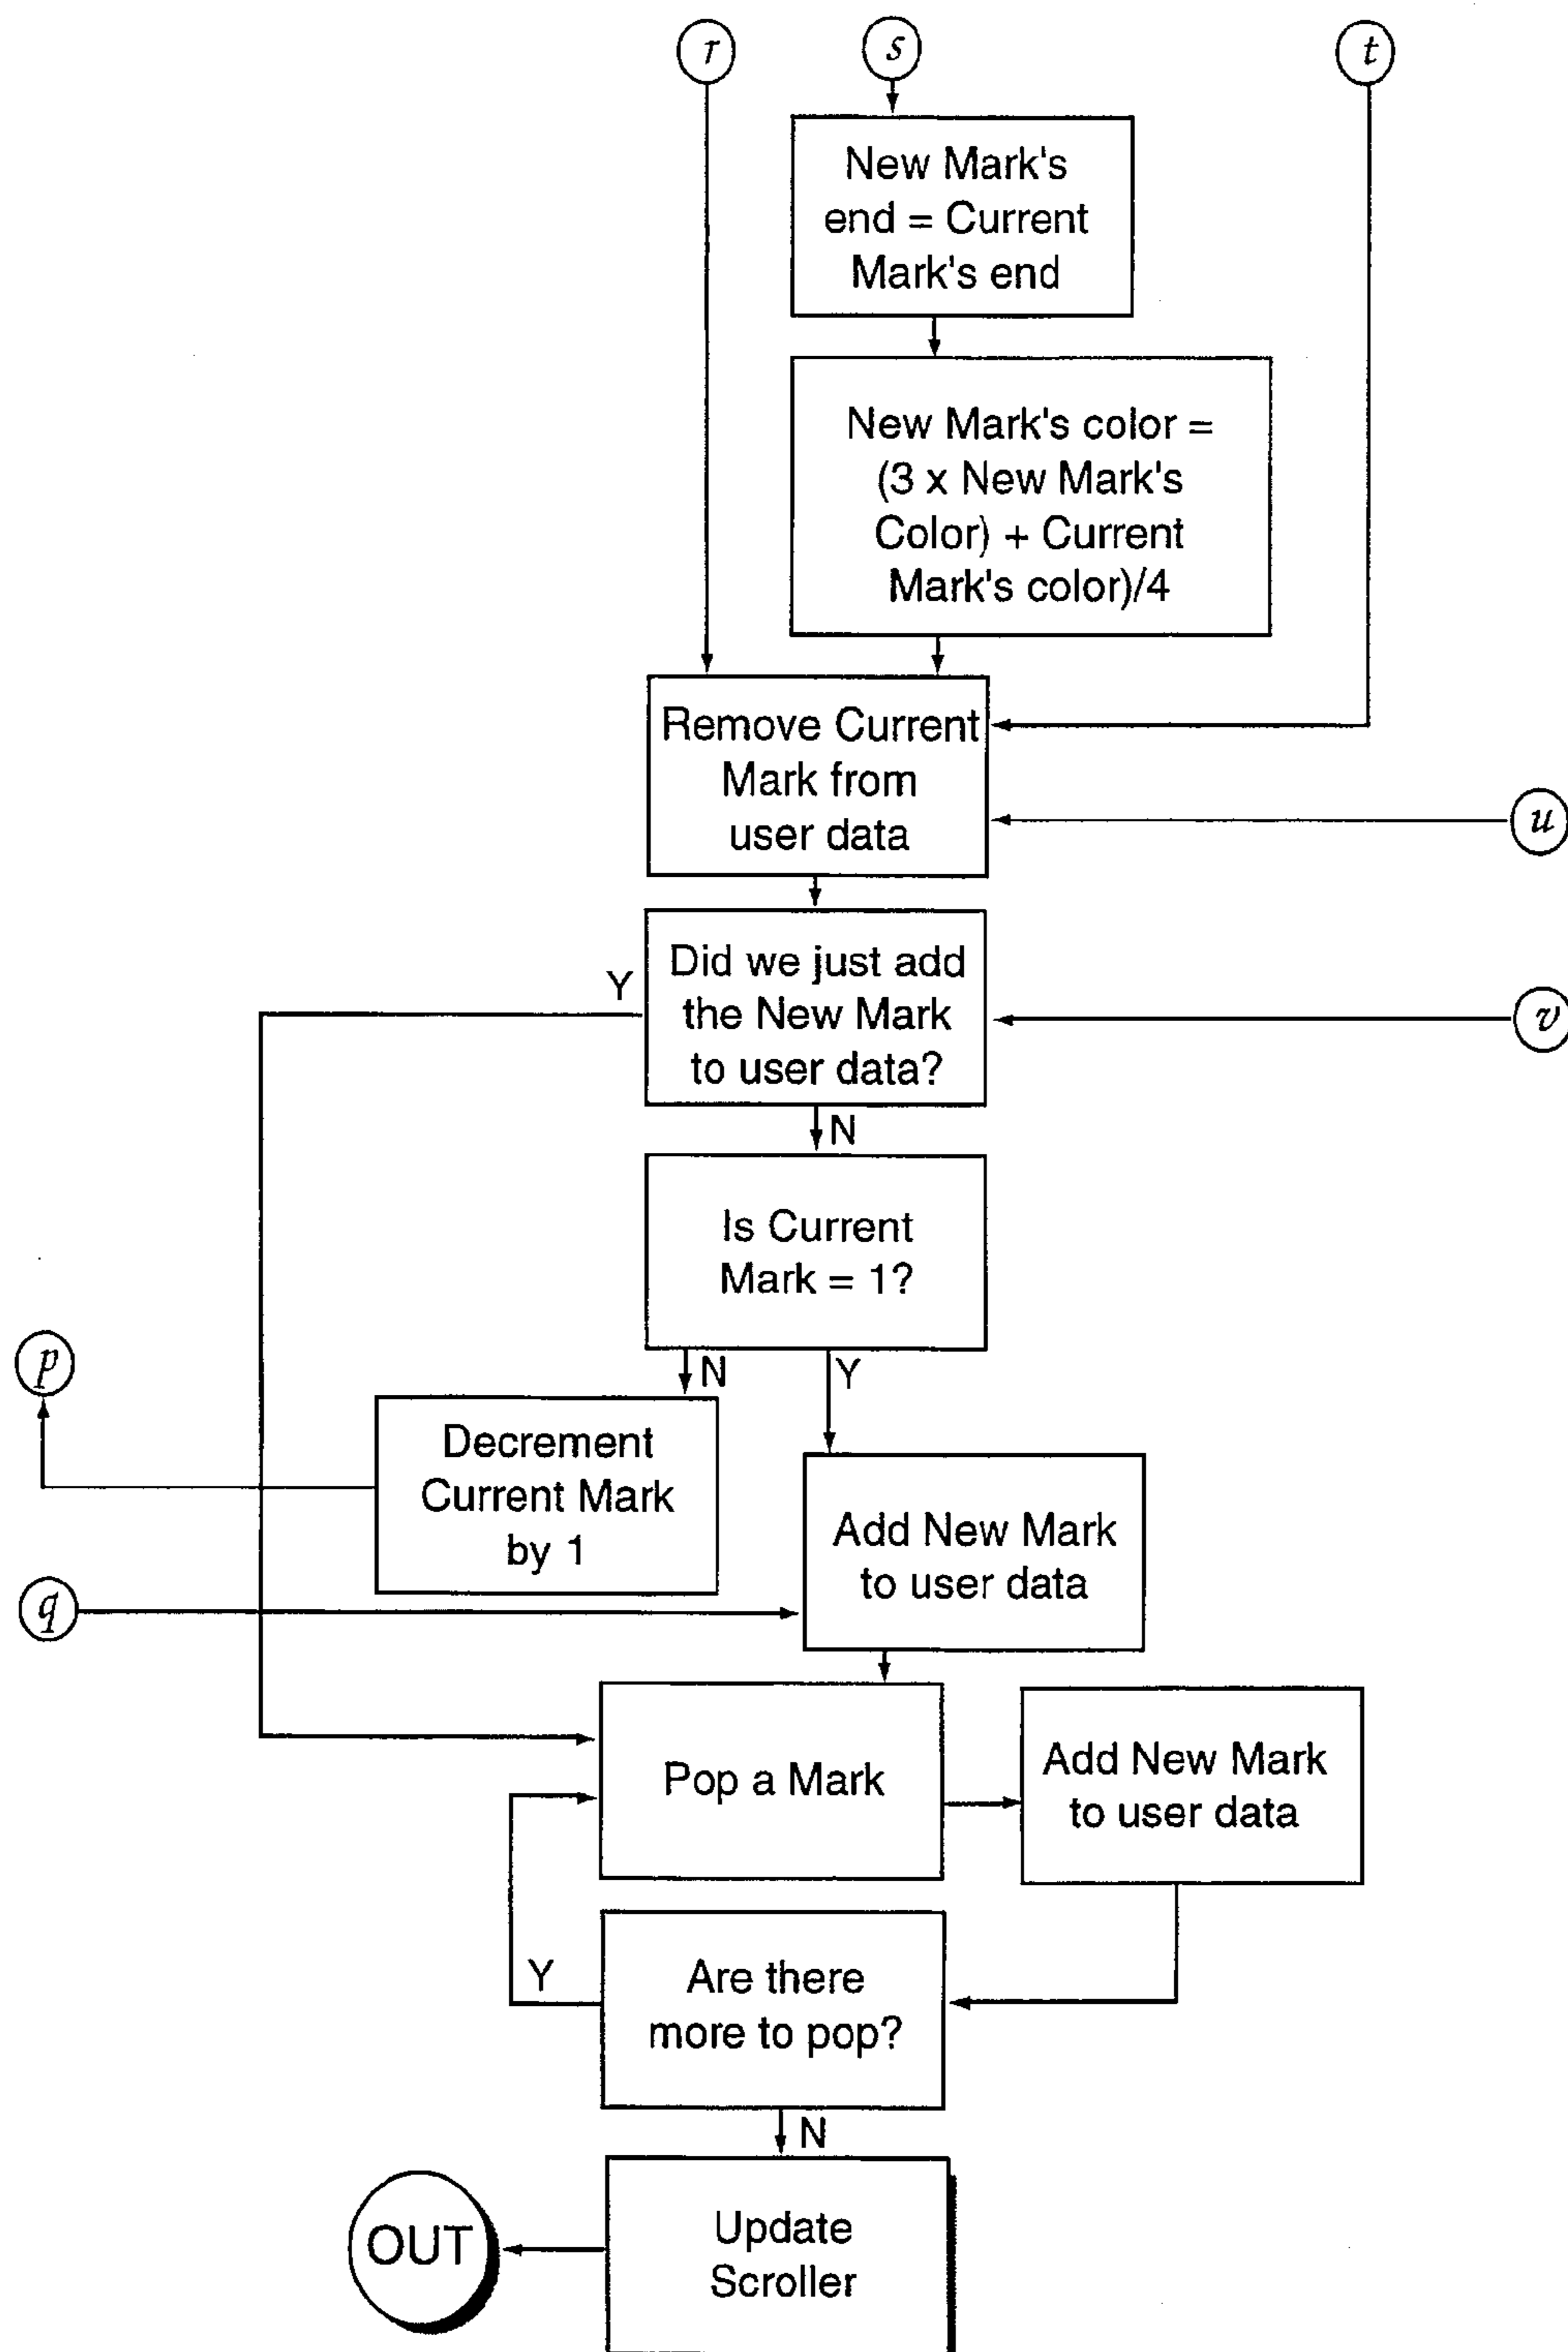 r
s
t
New Mark's
end = Current
Mark's end
New Mark's color =
(3 x New Mark's
Color) + Current
Mark's color)/4
Remove Current
Mark from
user data
u
Did we just add
the New Mark
to user data?
Y
v
N
Is Current
Mark = 1?
p
N
Y
Decrement
Current Mark
by 1
Add New Mark
to user data
q
Pop a Mark
Add New Mark
to user data
Y
Are there
more to pop?
N
OUT
Update
Scroller